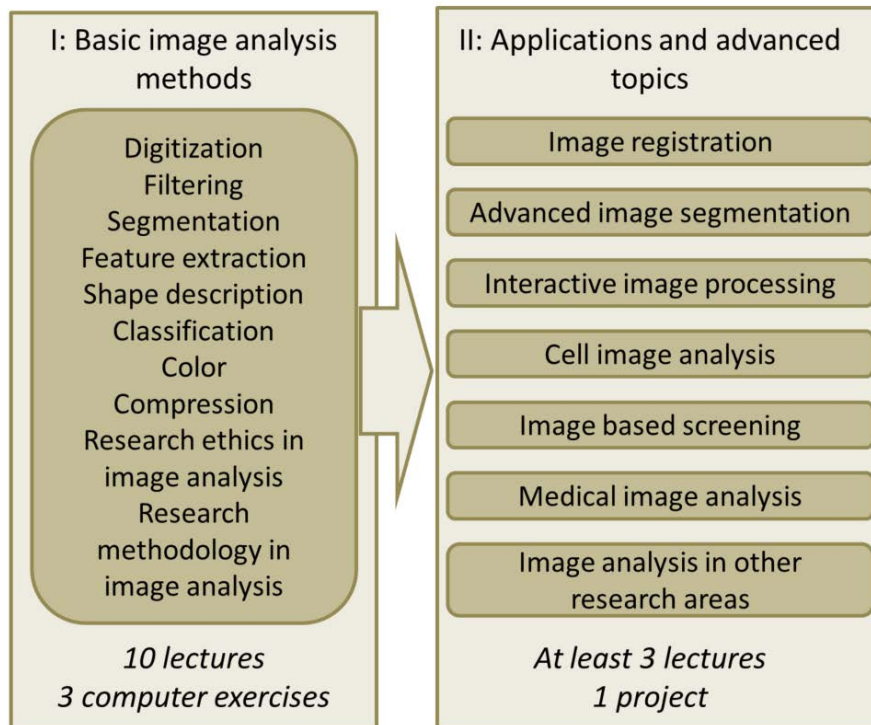 I: Basic image analysis
methods
Digitization
Filtering
Segmentation
Feature extraction
Shape description
Classification
Color
Compression
Research ethics in
image analysis
Research
methodology in
image analysis
10 lectures
3 computer exercises
II: Applications and advanced
topics
Image registration
Advanced image segmentation
Interactive image processing
Cell image analysis
Image based screening
Medical image analysis
Image analysis in other
research areas
At least 3 lectures
1 project